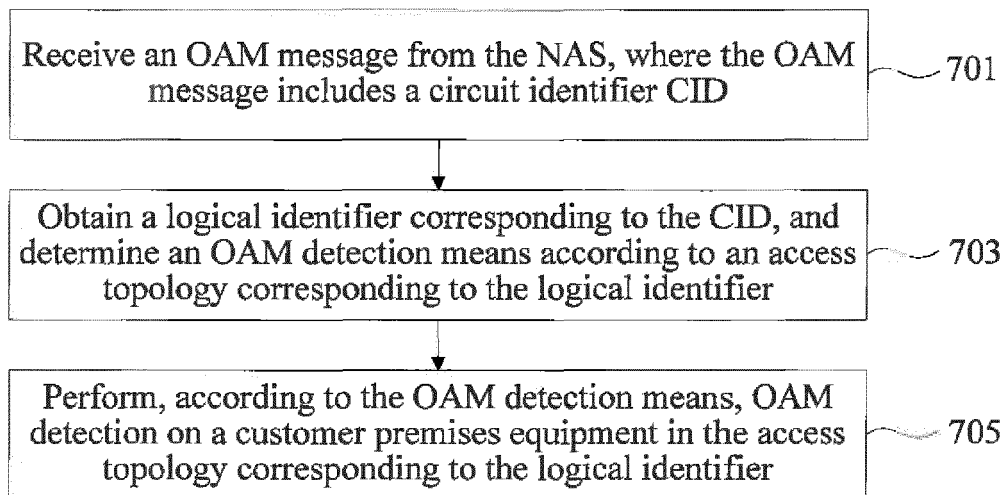 Receive an OAM message from the NAS, where the OAM
message includes a circuit identifier CID
701
Obtain a logical identifier corresponding to the CID, and
determine an OAM detection means according to an access
topology corresponding to the logical identifier
703
Perform, according to the OAM detection means, OAM
detection on a customer premises equipment in the access
topology corresponding to the logical identifier
705